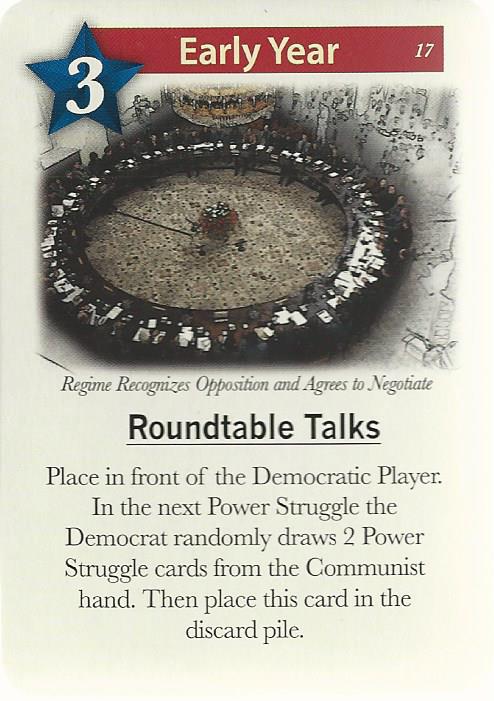 3
Early Year
17
Regime Recognizes Opposition and Agrees to Negotiate
Roundtable Talks
Place in front of the Democratic Player.
In the next Power Struggle the
Democrat randomly draws 2 Power
Struggle cards from the Communist
hand. Then place this card in the
discard pile.